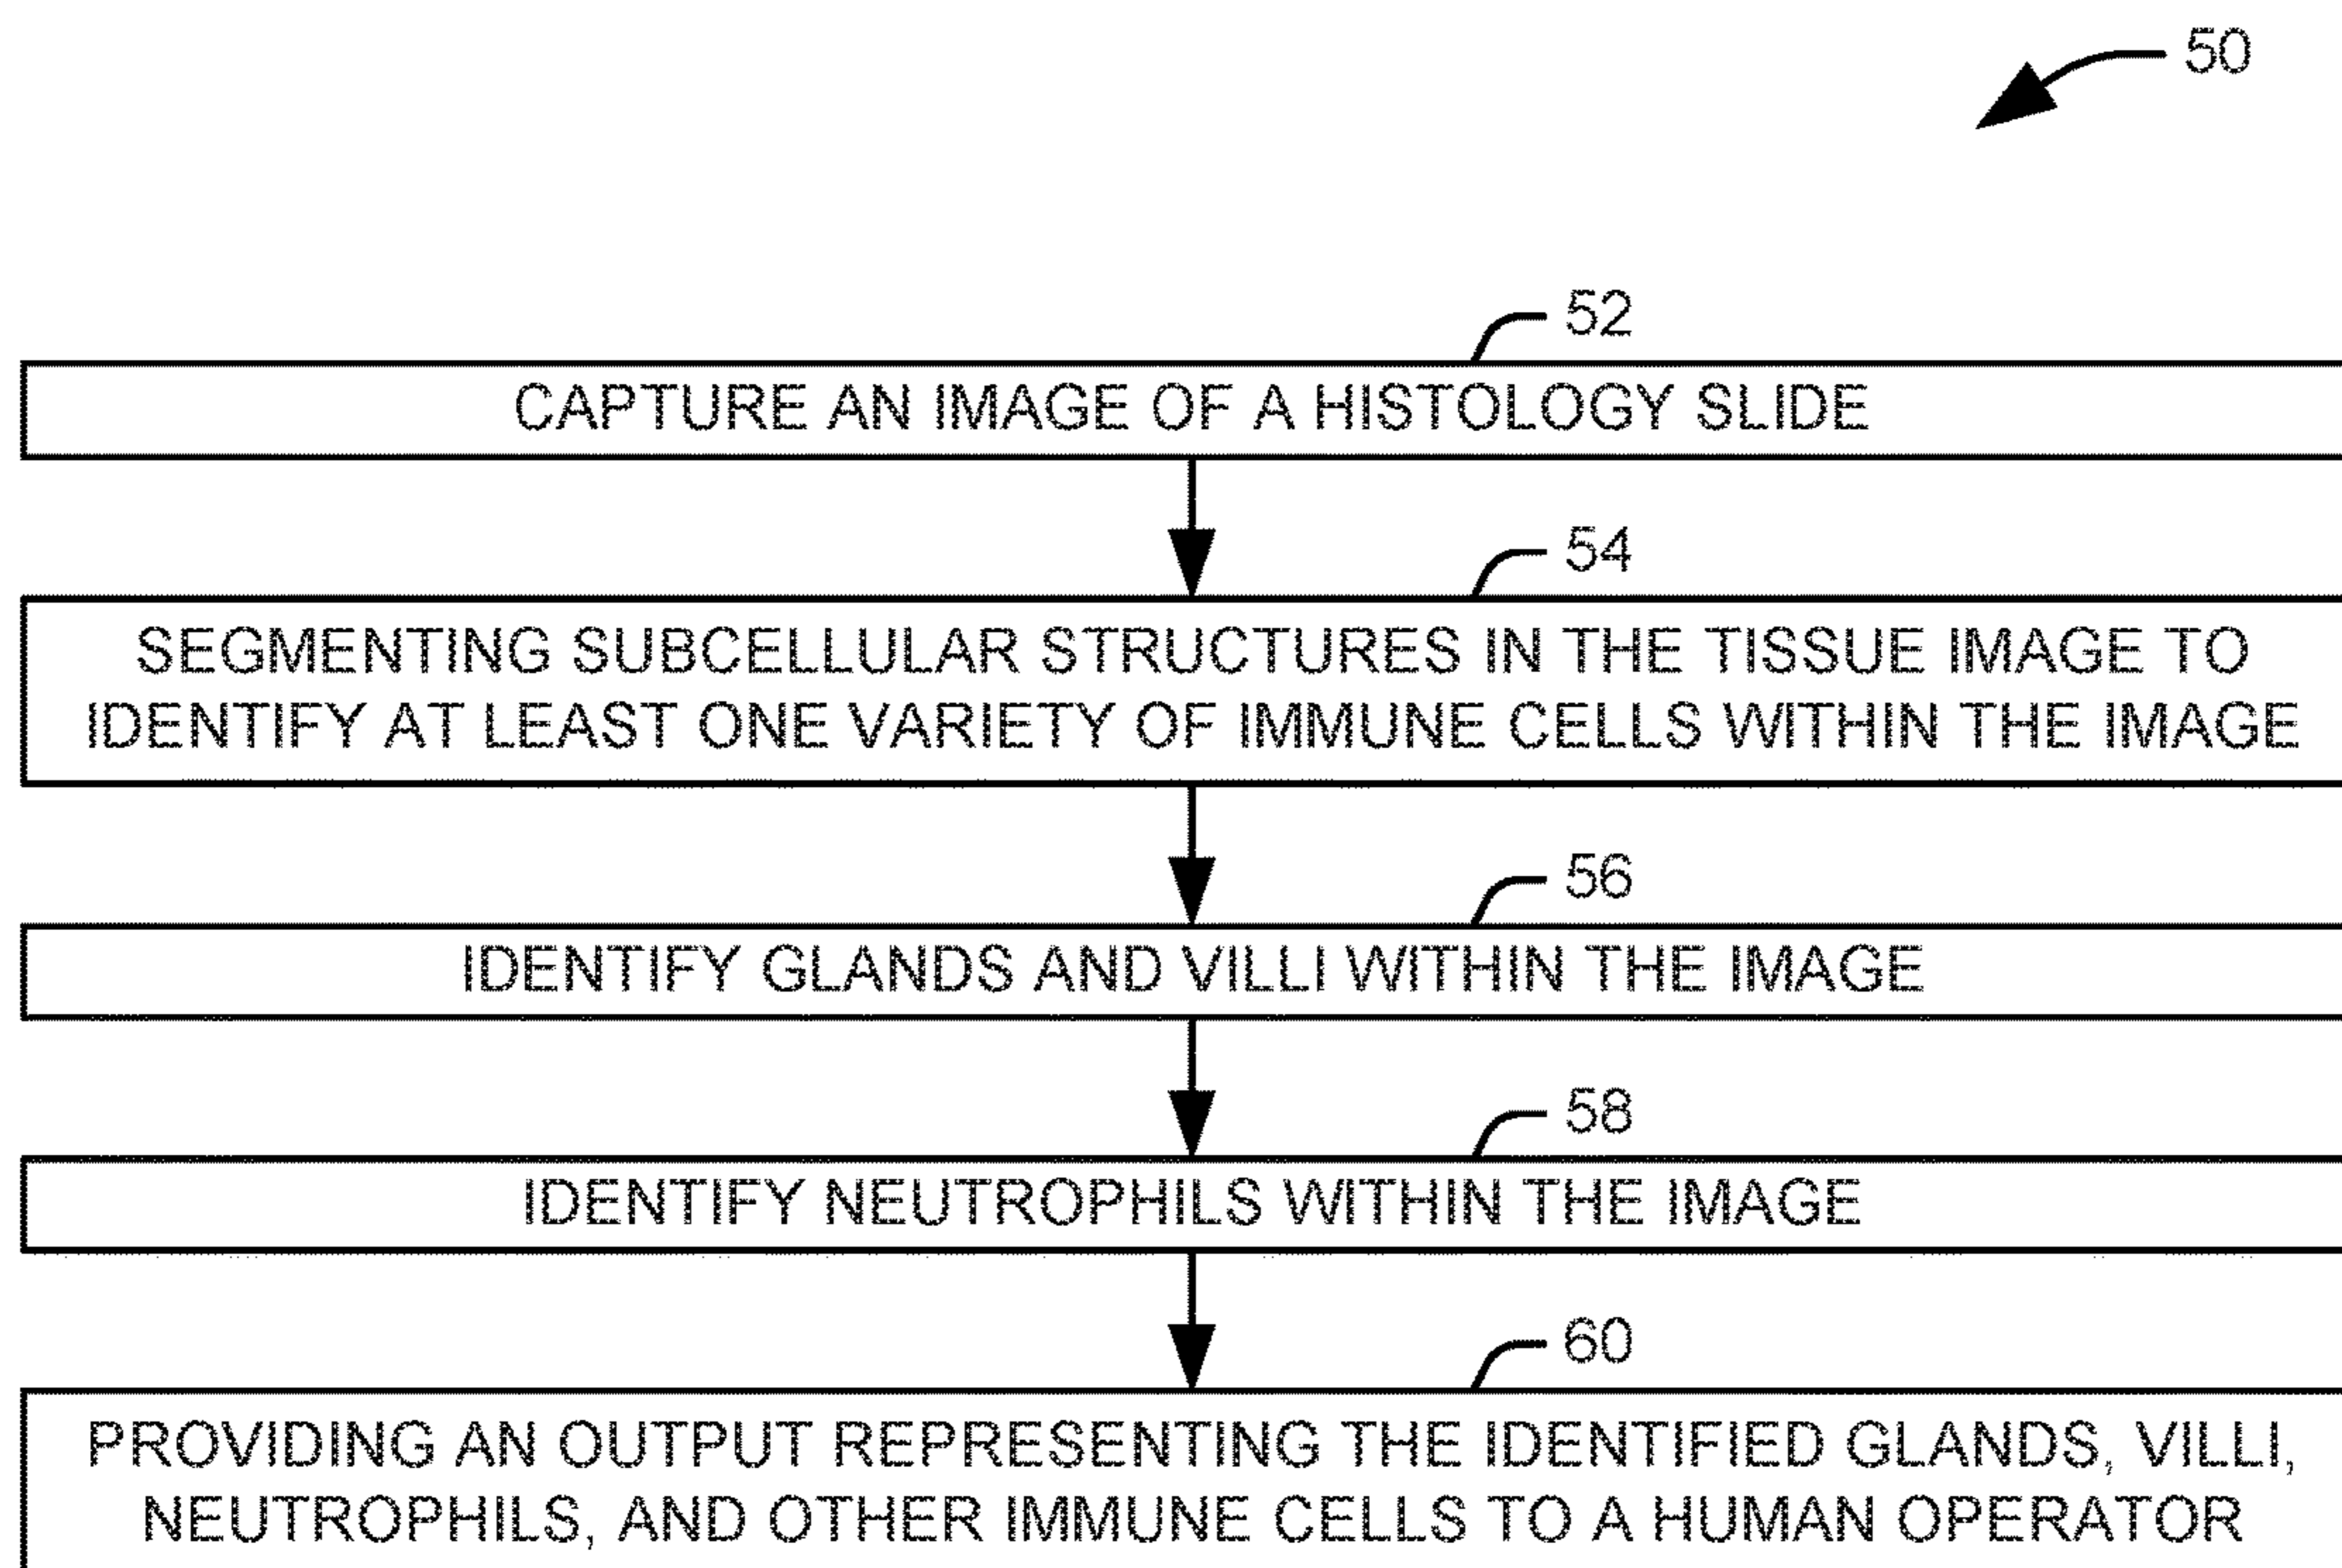 50
52
CAPTURE AN IMAGE OF A HISTOLOGY SLIDE
54
SEGMENTING SUBCELLULAR STRUCTURES IN THE TISSUE IMAGE TO
IDENTIFY AT LEAST ONE VARIETY OF IMMUNE CELLS WITHIN THE IMAGE
56
IDENTIFY GLANDS AND VILLI WITHIN THE IMAGE
58
IDENTIFY NEUTROPHILS WITHIN THE IMAGE
60
PROVIDING AN OUTPUT REPRESENTING THE IDENTIFIED GLANDS, VILLI,
NEUTROPHILS, AND OTHER IMMUNE CELLS TO A HUMAN OPERATOR